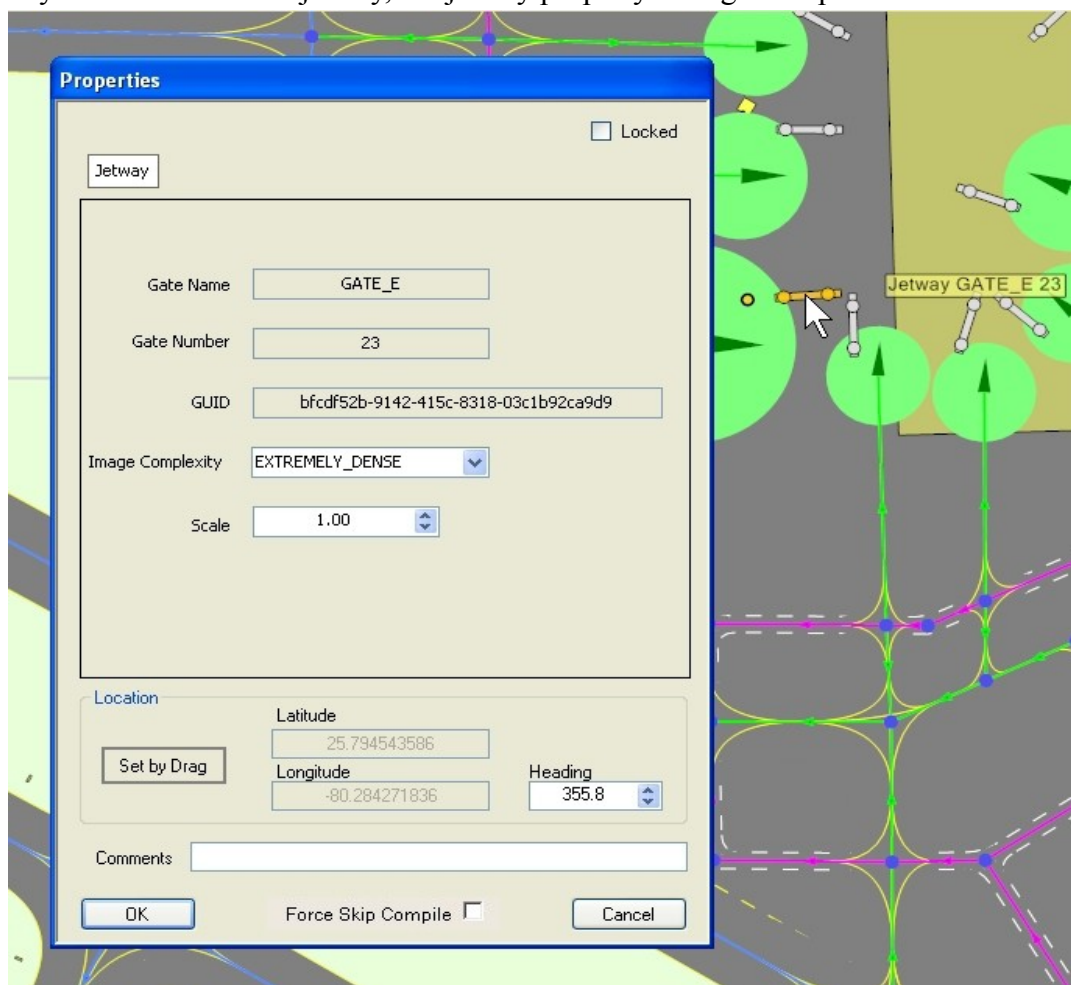 Properties
Locked
Jetway
Gate Name GATE_E
Jetway GATE_E 23
Gate Number 23
GUID bfcdf52b-9142-415c-8318-03c1b92ca9d9
Image Complexity EXTREMELY_DENSE
Scale 1.00
Location
Latitude
25.794543586
Set by Drag
Longitude Heading
-80.284271836 355.8
Comments
OK Force Skip Compile Cancel